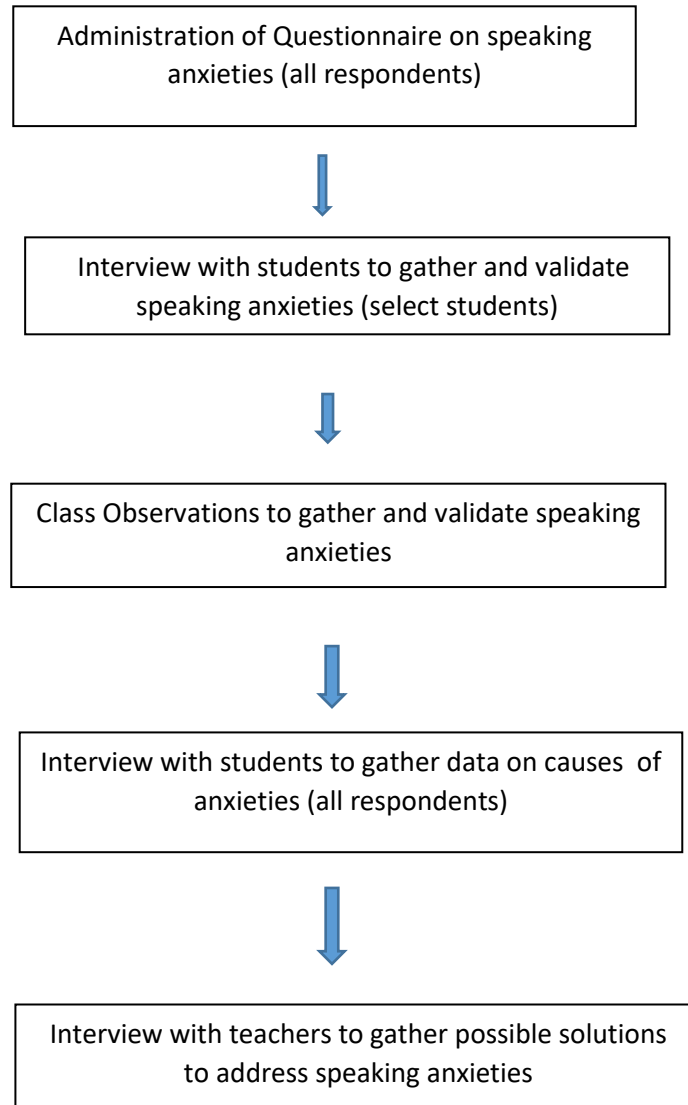 Administration of Questionnaire on speaking
anxieties (all respondents)
Interview with students to gather and validate
speaking anxieties (select students)
Class Observations to gather and validate speaking
anxieties
Interview with students to gather data on causes  of
anxieties (all respondents)
Interview with teachers to gather possible solutions
to address speaking anxieties